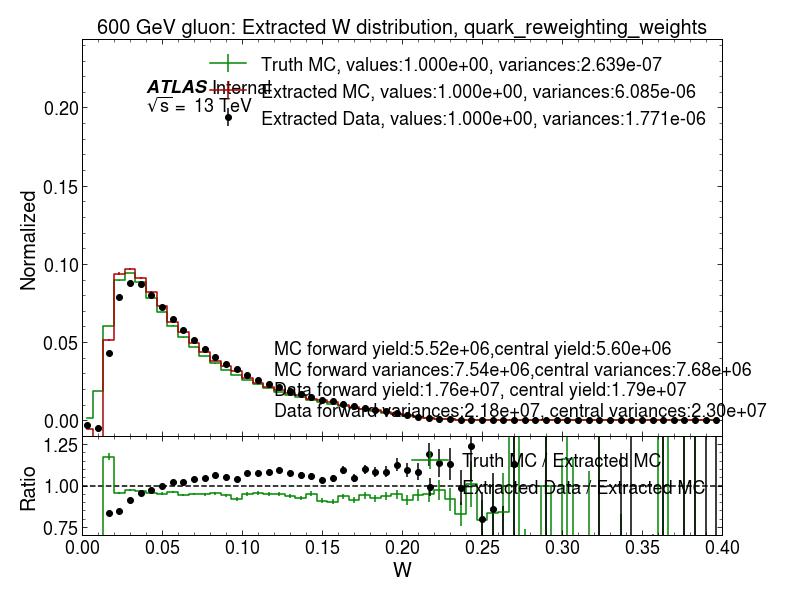 600 GeV gluon: Extracted W distribution, quark_reweighting_weights
Truth MC, values:1.000e+00, variances:2.639e-07
ATLAS Internal
Extracted MC, values:1.000e+00, variances:6.085e-06
√s = 13 TeV
Extracted Data, values:1.000e+00, variances:1.771e-06
Normalized
0.20
0.15
0.10
0.05
0.00
MC forward yield:5.52e+06,central yield:5.60e+06
MC forward variances:7.54e+06,central variances:7.68e+06
Data forward yield:1.76e+07, central yield:1.79e+07
Data forward variances:2.18e+07, central variances:2.30e+07
Ratio
1.25
1.00
0.75
Truth MC / Extracted MC
Extracted Data / Extracted MC
0.00 0.05 0.10 0.15 0.20 0.25 0.30 0.35 0.40
W